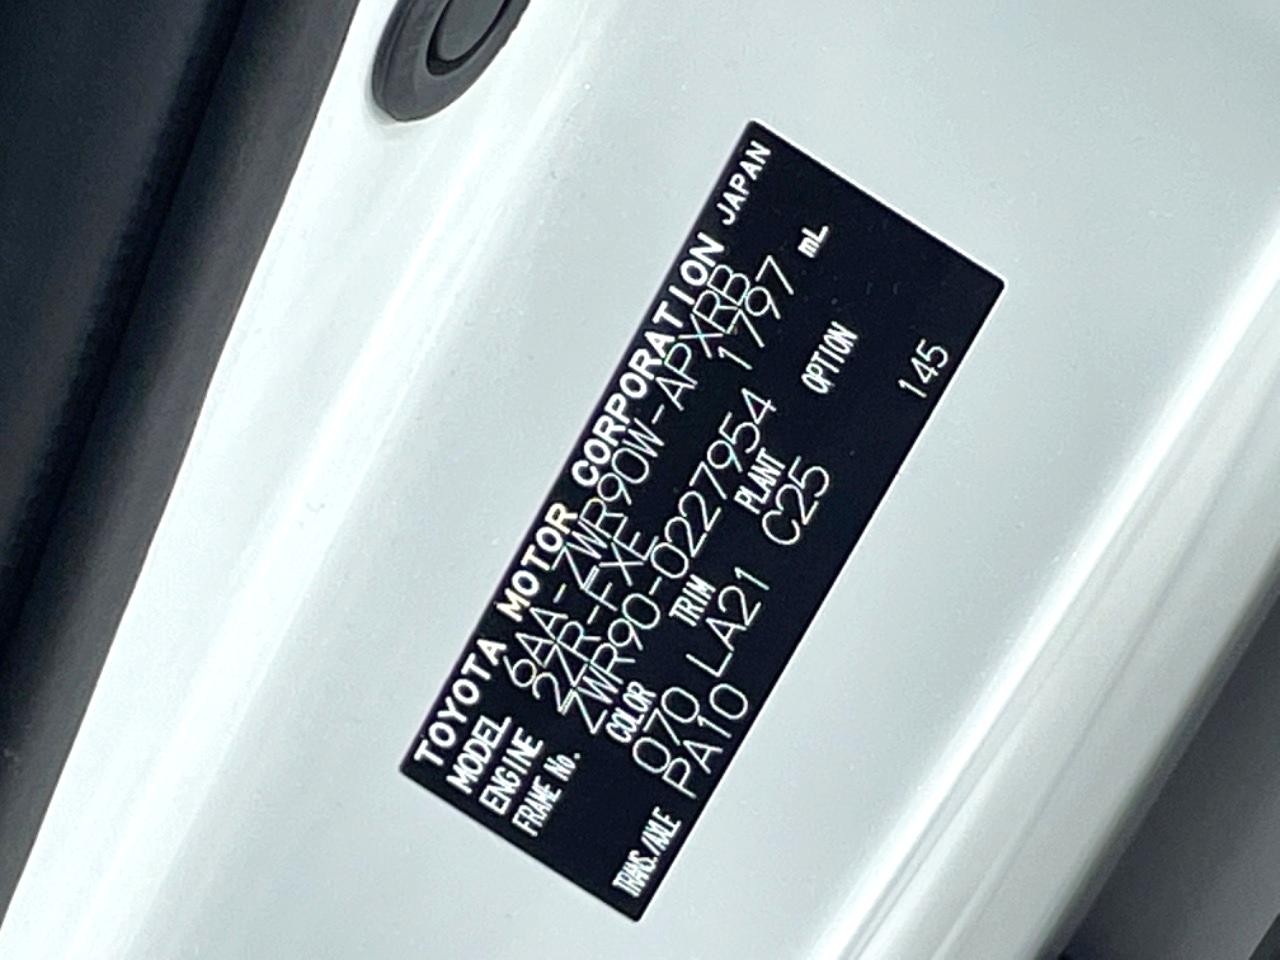 TOYOTA MOTOR CORPORATION JAPAN
MODEL 6AA-ZWR90W-APXRB
ENGINE 2ZR-FXE 1797 mL
FRAME No. ZWR90-0227954
COLOR TRIM PLANT OPTION
070 LA21 C25
TRANS./AXLE PA10 145